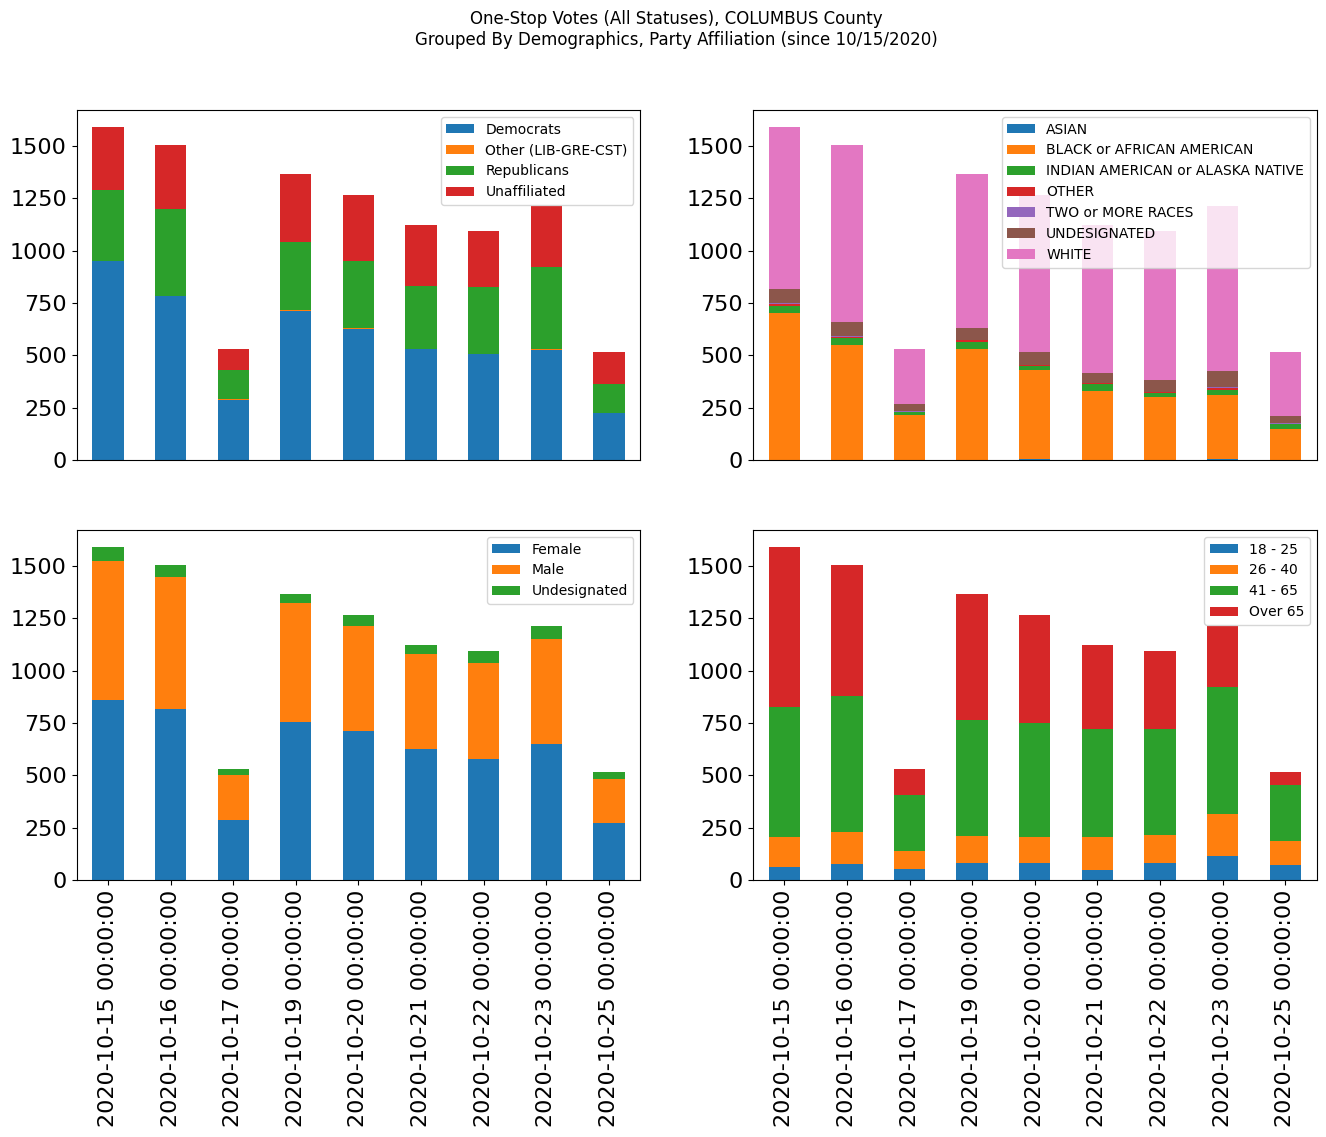 One-Stop Votes (All Statuses), COLUMBUS County
Grouped By Demographics, Party Affiliation (since 10/15/2020)
1500
1250
1000
750
500
250
0
Democrats
Other (LIB-GRE-CST)
Republicans
Unaffiliated
1500
1250
1000
750
500
250
0
ASIAN
BLACK or AFRICAN AMERICAN
INDIAN AMERICAN or ALASKA NATIVE
OTHER
TWO or MORE RACES
UNDESIGNATED
WHITE
1500
1250
1000
750
500
250
0
Female
Male
Undesignated
2020-10-15 00:00:00
2020-10-16 00:00:00
2020-10-17 00:00:00
2020-10-19 00:00:00
2020-10-20 00:00:00
2020-10-21 00:00:00
2020-10-22 00:00:00
2020-10-23 00:00:00
2020-10-25 00:00:00
1500
1250
1000
750
500
250
0
18 - 25
26 - 40
41 - 65
Over 65
2020-10-15 00:00:00
2020-10-16 00:00:00
2020-10-17 00:00:00
2020-10-19 00:00:00
2020-10-20 00:00:00
2020-10-21 00:00:00
2020-10-22 00:00:00
2020-10-23 00:00:00
2020-10-25 00:00:00